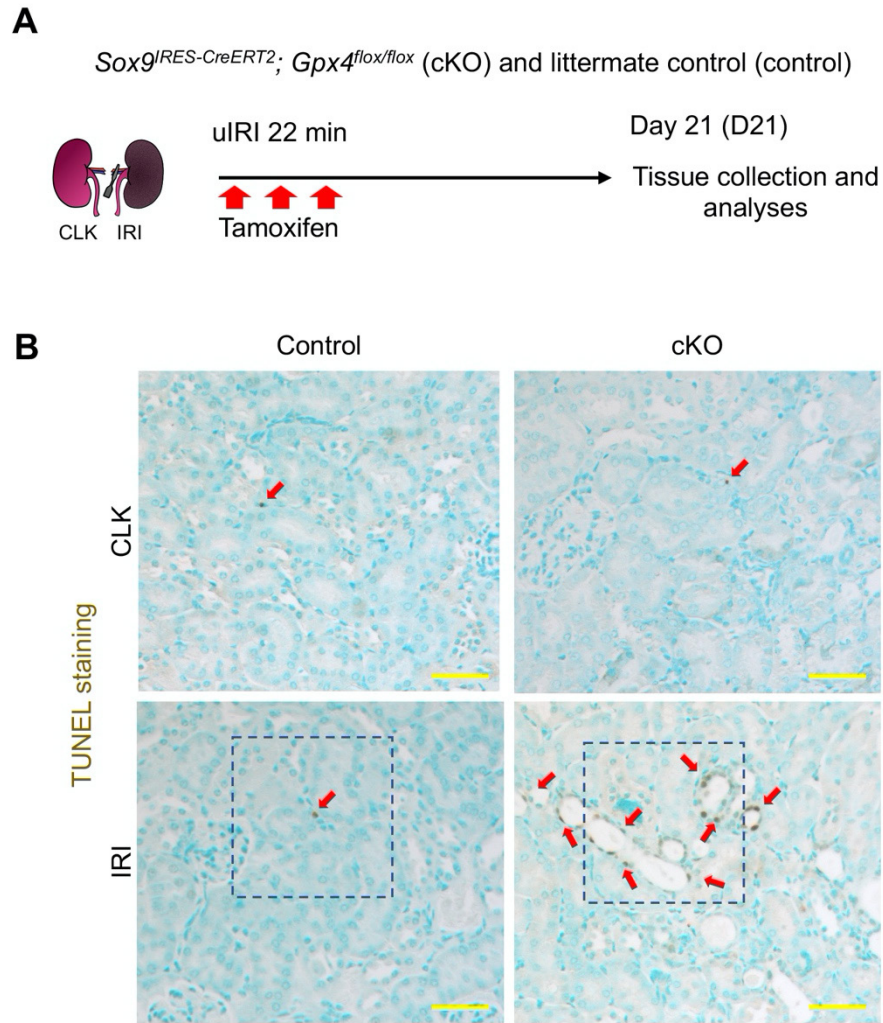 A
Sox9IRES-CreERT2; Gpx4flox/flox (cKO) and littermate control (control)
uIRI 22 min
Day 21 (D21)
Tissue collection and
analyses
CLK IRI
Tamoxifen
B
Control cKO
TUNEL staining
CLK
IRI